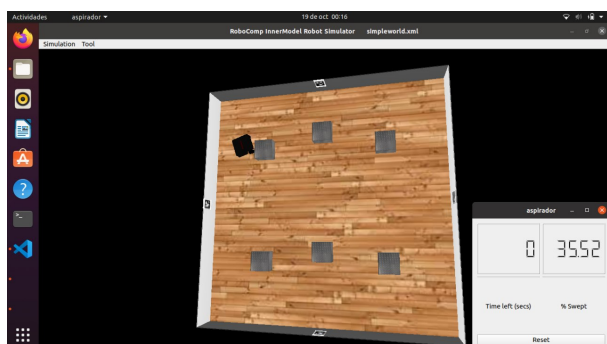 Actividades aspirador 19 de oct 00:16
RoboComp InnerModel Robot Simulator simpleworld.xml
Simulation Tool
aspirador
0 35.52
Time left (secs) % Swept
Reset